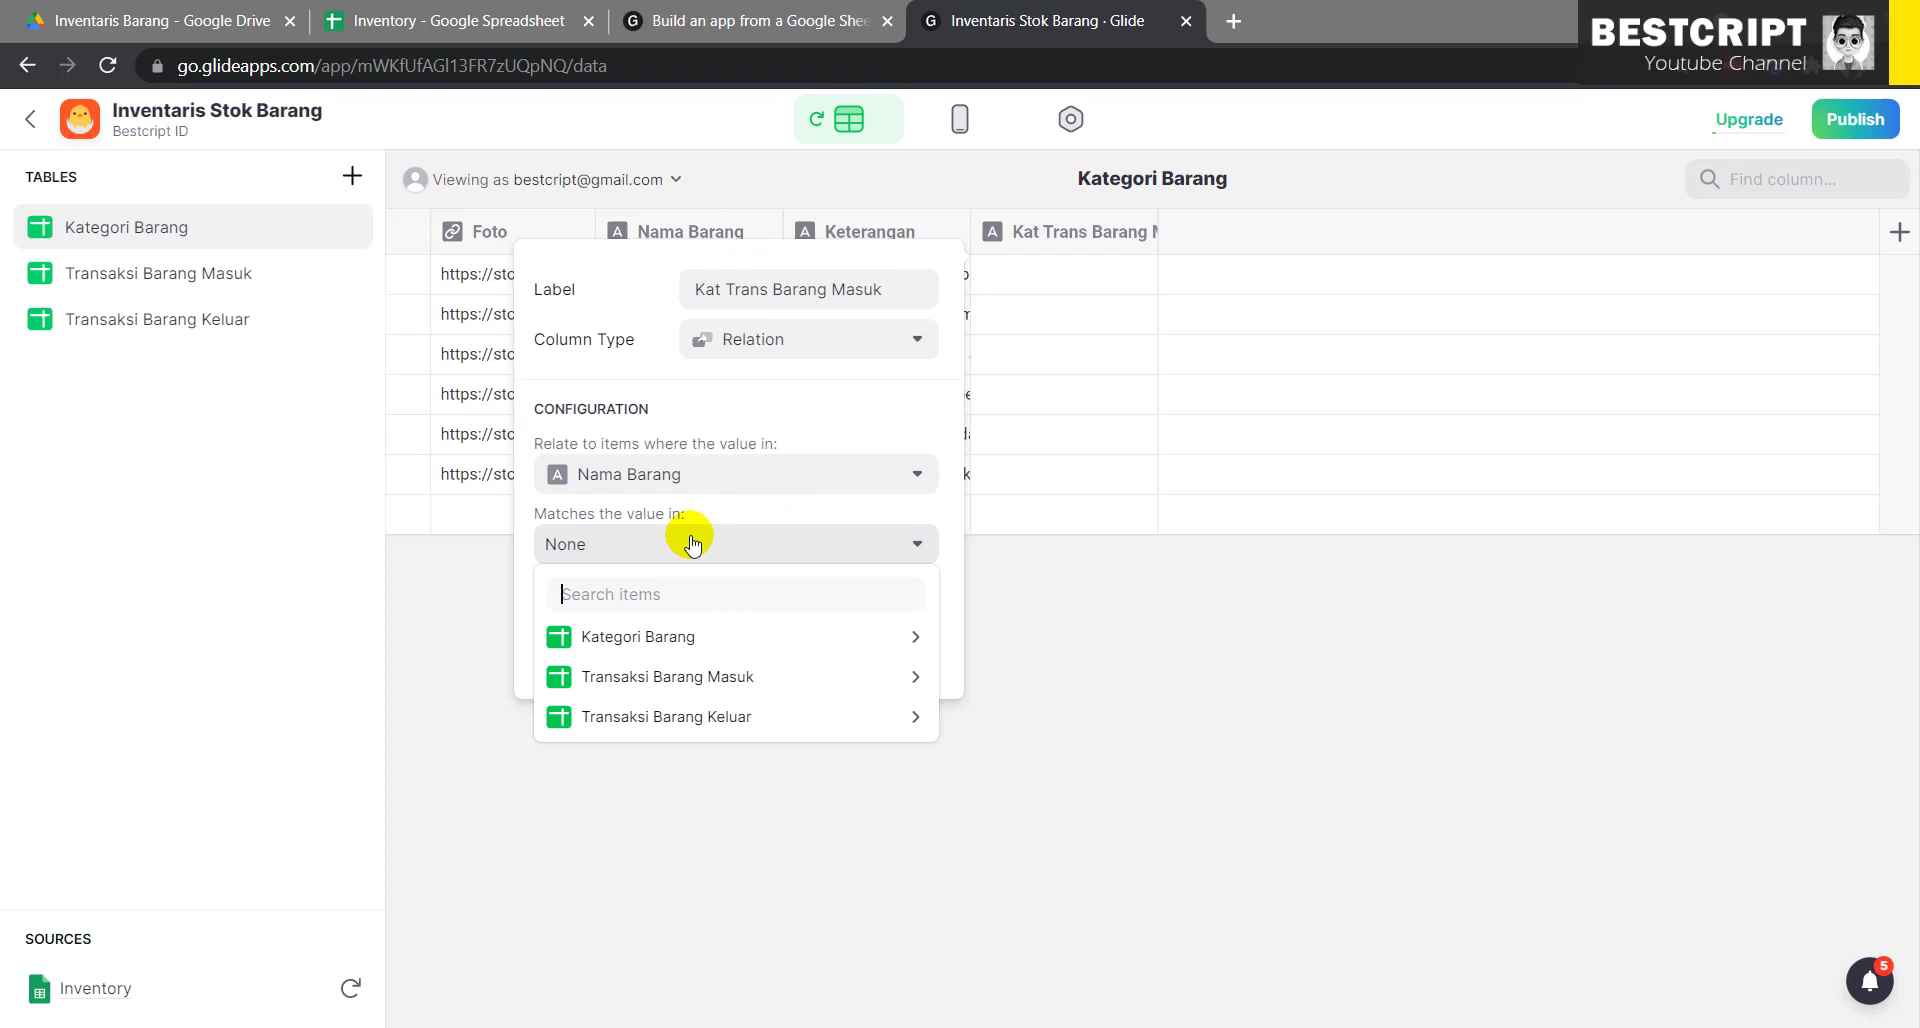 Inventaris Barang - Google Drive
Inventory - Google Spreadsheet
Build an app from a Google Shee
Inventaris Stok Barang · Glide
BESTCRIPT
Youtube Channel
go.glideapps.com/app/mWKfUfAGl13FR7zUQpNQ/data
Inventaris Stok Barang
Bestcript ID
Upgrade
Publish
TABLES
Viewing as bestcript@gmail.com
Kategori Barang
Find column...
Kategori Barang
Transaksi Barang Masuk
Transaksi Barang Keluar
Foto
Nama Barang
Keterangan
Kat Trans Barang
https://sto
https://sto
https://sto
https://sto
https://sto
https://sto
Label
Kat Trans Barang Masuk
Column Type
Relation
CONFIGURATION
Relate to items where the value in:
Nama Barang
Matches the value in:
None
Search items
Kategori Barang
Transaksi Barang Masuk
Transaksi Barang Keluar
SOURCES
Inventory
5